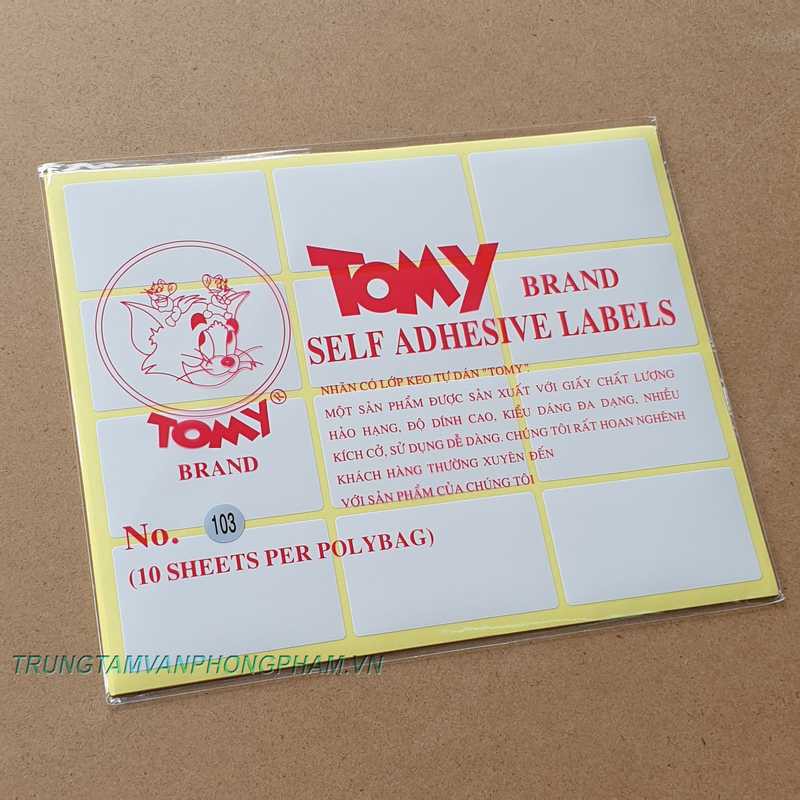 TOMY BRAND
SELF ADHESIVE LABELS
NHÃN CÓ LỚP KEO TỰ DÁN "TOMY".
MỘT SẢN PHẨM ĐƯỢC SẢN XUẤT VỚI GIẤY CHẤT LƯỢNG
HẢO HẠNG, ĐỘ DÍNH CAO, KIỂU DÁNG ĐA DẠNG, NHIỀU
KÍCH CỠ, SỬ DỤNG DỄ DÀNG. CHÚNG TÔI RẤT HOAN NGHÊNH
KHÁCH HÀNG THƯỜNG XUYÊN ĐẾN
VỚI SẢN PHẨM CỦA CHÚNG TÔI
TOMY®
BRAND
No. 103
(10 SHEETS PER POLYBAG)
TRUNGTAMVANPHONGPHAM.VN